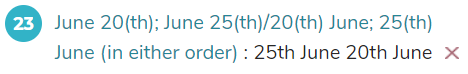 23 June 20(th); June 25(th)/20(th) June; 25(th)
June (in either order) : 25th June 20th June ×